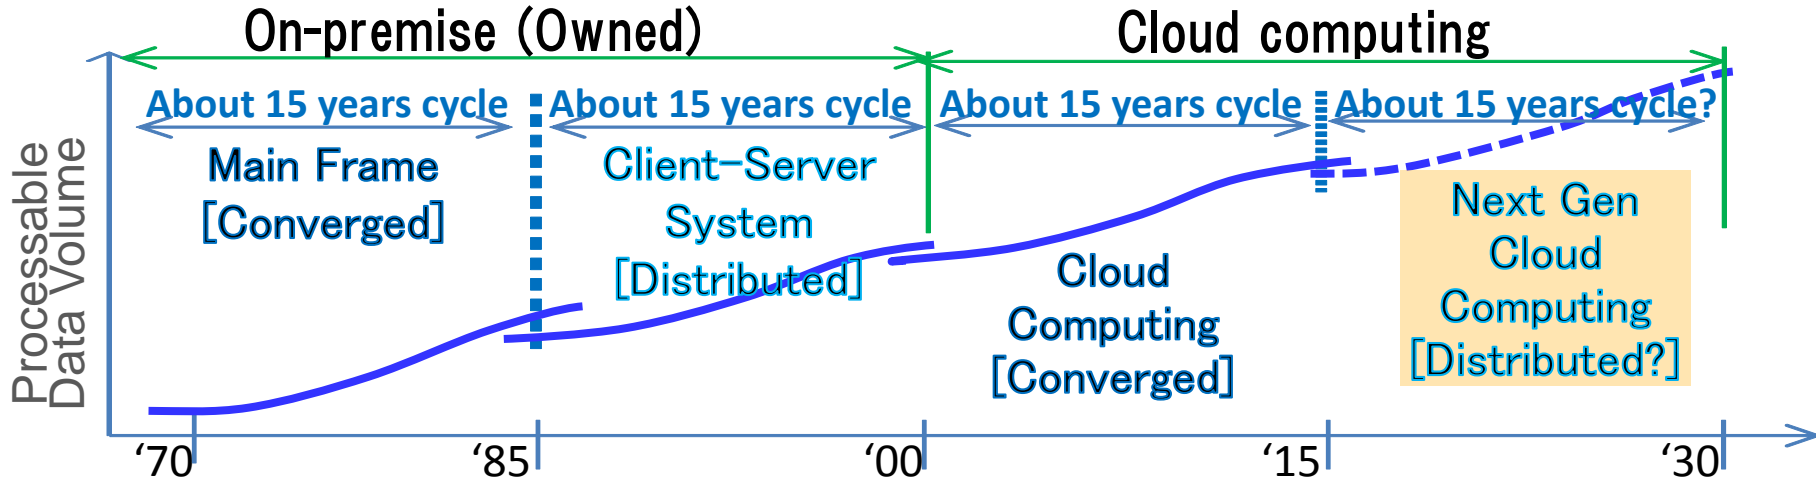 On-premise (Owned)
Cloud computing
About 15 years cycle
About 15 years cycle
About 15 years cycle
About 15 years cycle?
Processable
Data Volume
Main Frame
[Converged]
Client-Server
System
[Distributed]
Cloud
Computing
[Converged]
Next Gen
Cloud
Computing
[Distributed?]
‘70
‘85
‘00
‘15
‘30